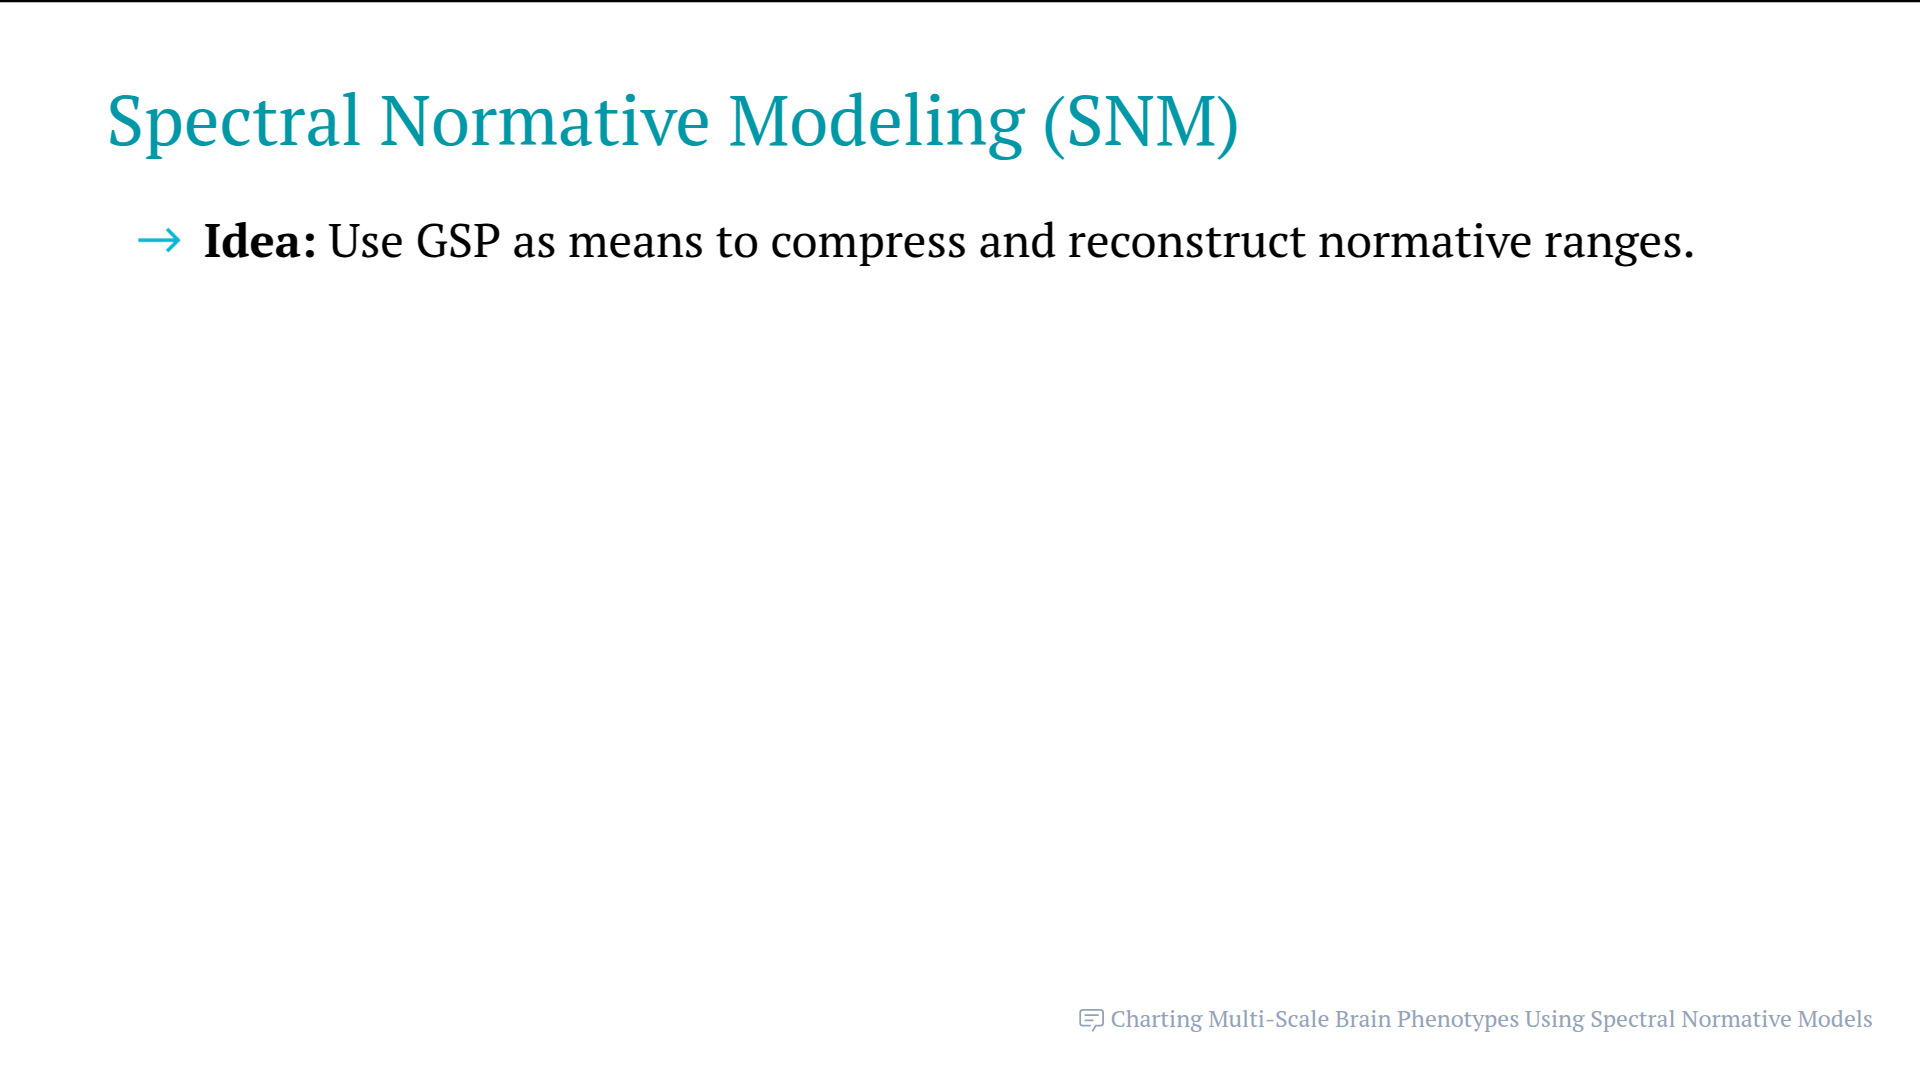 Spectral Normative Modeling (SNM)
→ Idea: Use GSP as means to compress and reconstruct normative ranges.
Charting Multi-Scale Brain Phenotypes Using Spectral Normative Models